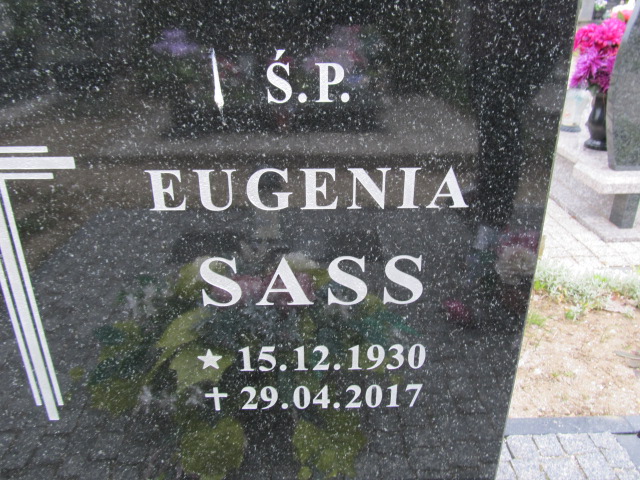 Ś.P.
EUGENIA
SASS
★ 15.12.1930
✝ 29.04.2017